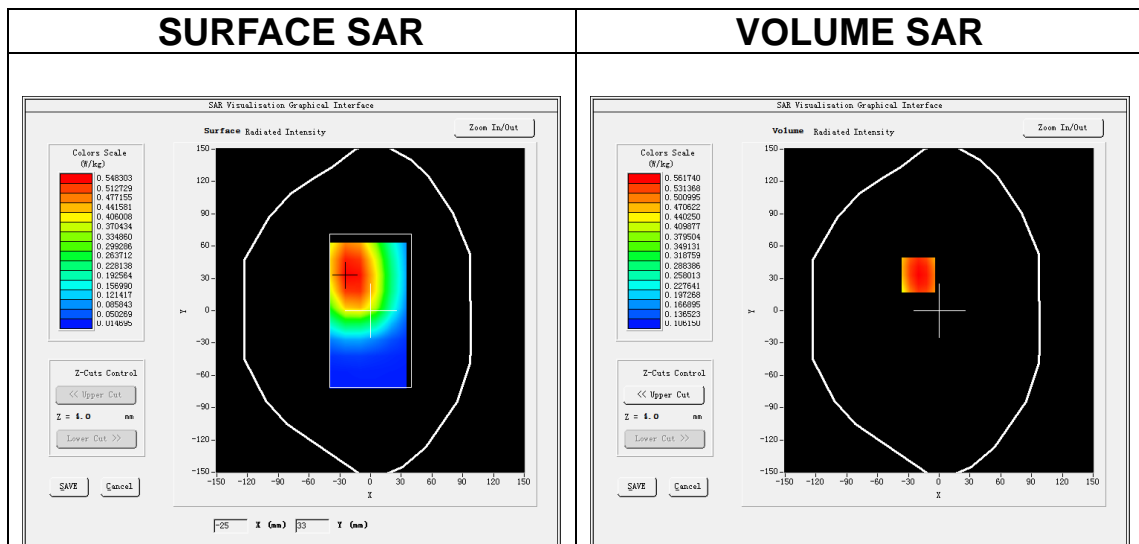 SURFACE SAR
VOLUME SAR
SAR Visualisation Graphical Interface
Surface Radiated Intensity
Zoom In/Out
Colors Scale
(W/kg)
0.548303
0.512729
0.477155
0.441581
0.406008
0.370434
0.334860
0.299286
0.263712
0.228138
0.192564
0.156990
0.121417
0.085843
0.050269
0.014695
150
120
90
60
30
0
-30
-60
-90
-120
-150
Y
-150 -120 -90 -60 -30 0 30 60 90 120 150
X
Z-Cuts Control
<< Upper Cut
Z = 4.0 mm
Lower Cut >>
SAVE Cancel
-25 X (mm) 33 Y (mm)
SAR Visualisation Graphical Interface
Volume Radiated Intensity
Zoom In/Out
Colors Scale
(W/kg)
0.561740
0.531368
0.500995
0.470622
0.440250
0.409877
0.379504
0.349131
0.318759
0.288386
0.258013
0.227641
0.197268
0.166895
0.136523
0.106150
150
120
90
60
30
0
-30
-60
-90
-120
-150
Y
-150 -120 -90 -60 -30 0 30 60 90 120 150
X
Z-Cuts Control
<< Upper Cut
Z = 4.0 mm
Lower Cut >>
SAVE Cancel